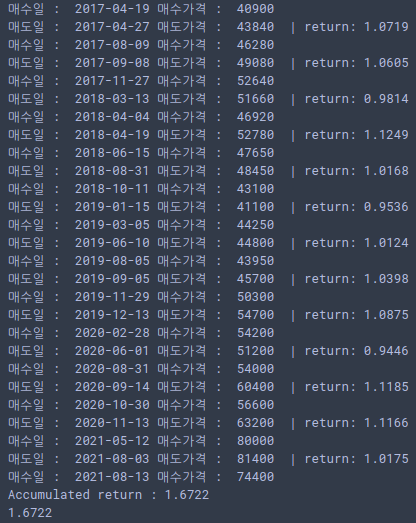 매수일 :  2017-04-19 매수가격 :  40900
매도일 :  2017-04-27 매도가격 :  43840  | return: 1.0719
매수일 :  2017-08-09 매수가격 :  46280
매도일 :  2017-09-08 매도가격 :  49080  | return: 1.0605
매수일 :  2017-11-27 매수가격 :  52640
매도일 :  2018-03-13 매도가격 :  51660  | return: 0.9814
매수일 :  2018-04-04 매수가격 :  46920
매도일 :  2018-04-19 매도가격 :  52780  | return: 1.1249
매수일 :  2018-06-15 매수가격 :  47650
매도일 :  2018-08-31 매도가격 :  48450  | return: 1.0168
매수일 :  2018-10-11 매수가격 :  43100
매도일 :  2019-01-15 매도가격 :  41100  | return: 0.9536
매수일 :  2019-03-05 매수가격 :  44250
매도일 :  2019-06-10 매도가격 :  44800  | return: 1.0124
매수일 :  2019-08-05 매수가격 :  43950
매도일 :  2019-09-05 매도가격 :  45700  | return: 1.0398
매수일 :  2019-11-29 매수가격 :  50300
매도일 :  2019-12-13 매도가격 :  54700  | return: 1.0875
매수일 :  2020-02-28 매수가격 :  54200
매도일 :  2020-06-01 매도가격 :  51200  | return: 0.9446
매수일 :  2020-08-31 매수가격 :  54000
매도일 :  2020-09-14 매도가격 :  60400  | return: 1.1185
매수일 :  2020-10-30 매수가격 :  56600
매도일 :  2020-11-13 매도가격 :  63200  | return: 1.1166
매수일 :  2021-05-12 매수가격 :  80000
매도일 :  2021-08-03 매도가격 :  81400  | return: 1.0175
매수일 :  2021-08-13 매수가격 :  74400
Accumulated return : 1.6722
1.6722